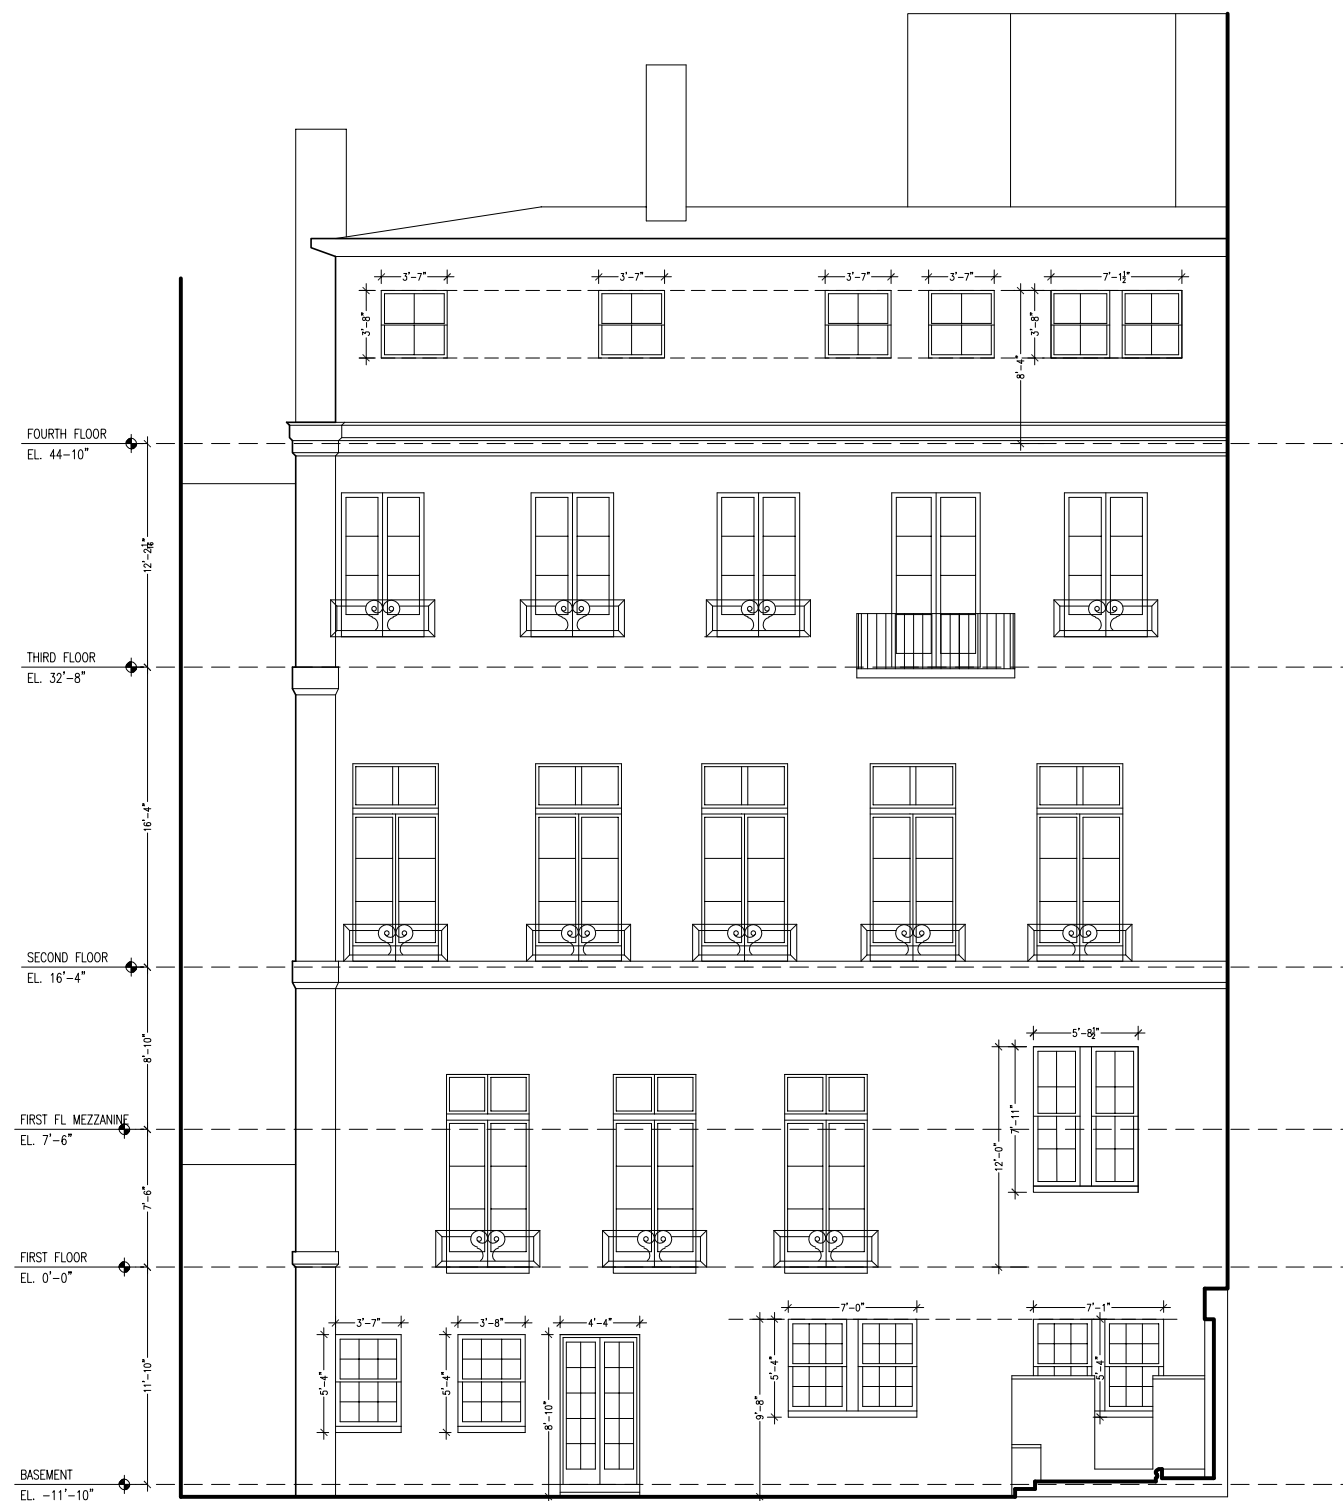 3'-7"
3'-7"
3'-7"
3'-7"
7'-1½"
3'-8"
3'-8"
8'-4"
FOURTH FLOOR
EL. 44-10"
12'-2 1/16"
THIRD FLOOR
EL. 32'-8"
16'-4"
SECOND FLOOR
EL. 16'-4"
8'-10"
5'-8½"
7'-11"
12'-0"
FIRST FL MEZZANINE
EL. 7'-6"
7'-6"
FIRST FLOOR
EL. 0'-0"
3'-7"
3'-8"
4'-4"
7'-0"
7'-1"
5'-4"
5'-4"
8'-10"
9'-8"
5'-4"
5'-4"
11'-10"
BASEMENT
EL. -11'-10"